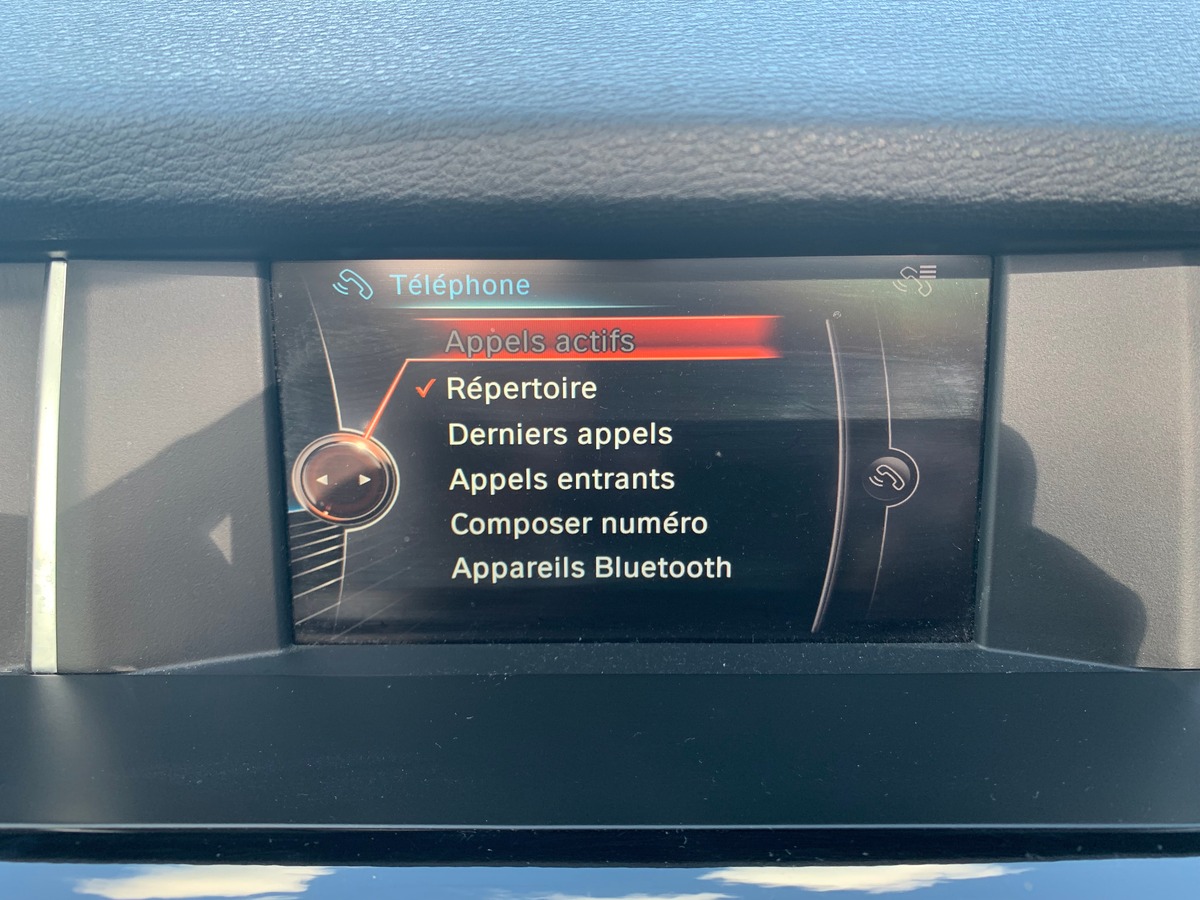 Téléphone
Appels actifs
Répertoire
Derniers appels
Appels entrants
Composer numéro
Appareils Bluetooth